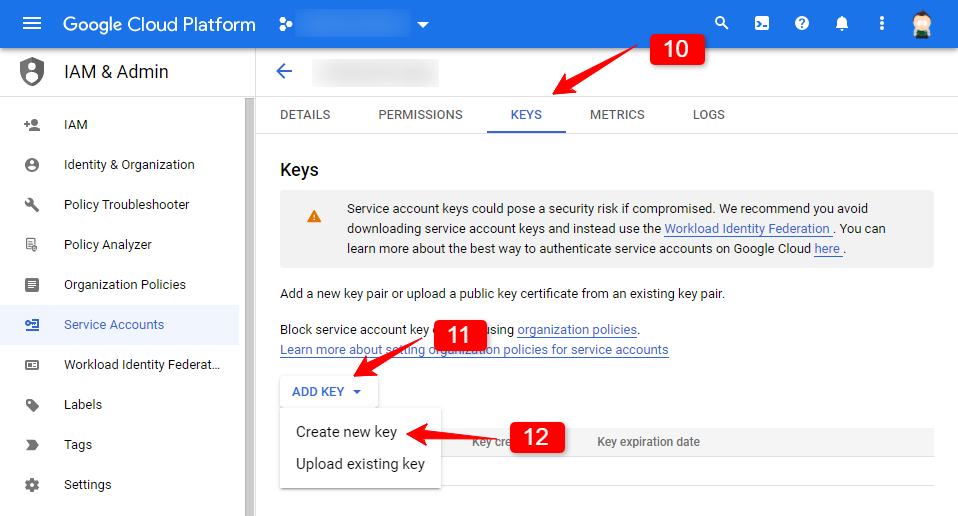 Google Cloud Platform
10
IAM & Admin
DETAILS PERMISSIONS KEYS METRICS LOGS
IAM
Identity & Organization
Policy Troubleshooter
Policy Analyzer
Organization Policies
Service Accounts
Workload Identity Federat...
Labels
Tags
Settings
Keys
Service account keys could pose a security risk if compromised. We recommend you avoid
downloading service account keys and instead use the Workload Identity Federation . You can
learn more about the best way to authenticate service accounts on Google Cloud here .
Add a new key pair or upload a public key certificate from an existing key pair.
Block service account key using organization policies.
Learn more about setting organization policies for service accounts
11
ADD KEY
Create new key
12
Upload existing key
Key Key expiration date